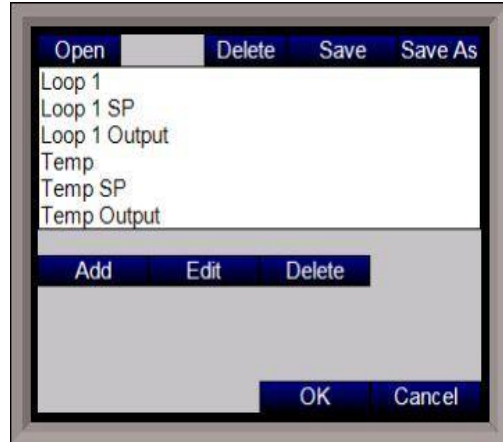 Open Delete Save Save As
Loop 1
Loop 1 SP
Loop 1 Output
Temp
Temp SP
Temp Output
Add Edit Delete
OK Cancel